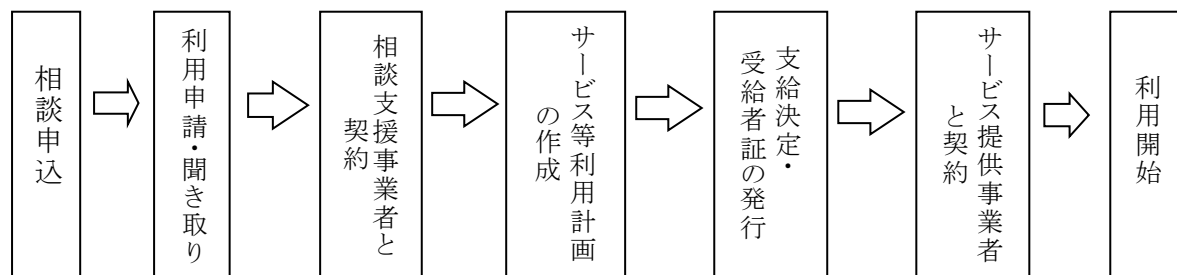 相談申込
利用申請・聞き取り
相談支援事業者と
契約
サービス等利用計画
の作成
支給決定・
受給者証の発行
サービス提供事業者
と契約
利用開始